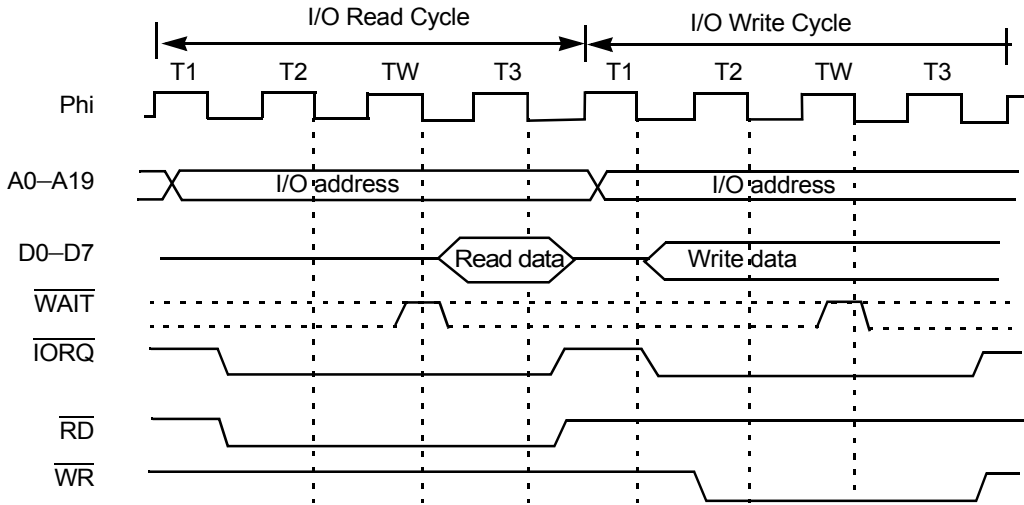 I/O Read Cycle I/O Write Cycle
T1 T2 TW T3 T1 T2 TW T3
Phi
A0–A19 I/O address I/O address
D0–D7 Read data Write data
WAIT
IORQ
RD
WR